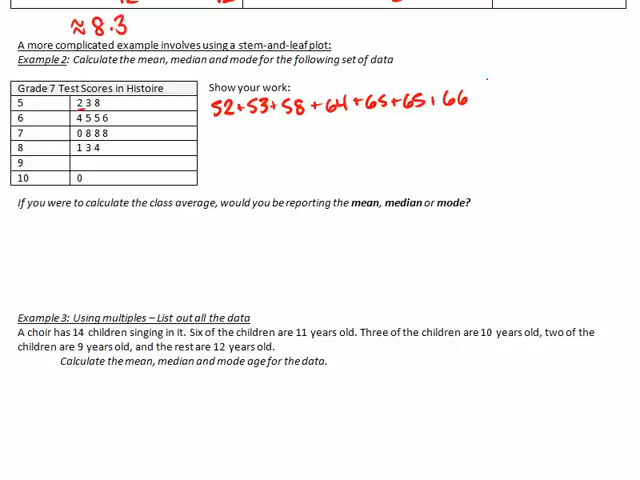 ≈ 8.3
A more complicated example involves using a stem-and-leaf plot:
Example 2: Calculate the mean, median and mode for the following set of data
Grade 7 Test Scores in Histoire
5 2 3 8
6 4 5 5 6
7 0 8 8 8
8 1 3 4
9
10 0
Show your work:
52+53+58+64+65+65+66
If you were to calculate the class average, would you be reporting the mean, median or mode?
Example 3: Using multiples – List out all the data
A choir has 14 children singing in it. Six of the children are 11 years old. Three of the children are 10 years old, two of the
children are 9 years old, and the rest are 12 years old.
Calculate the mean, median and mode age for the data.